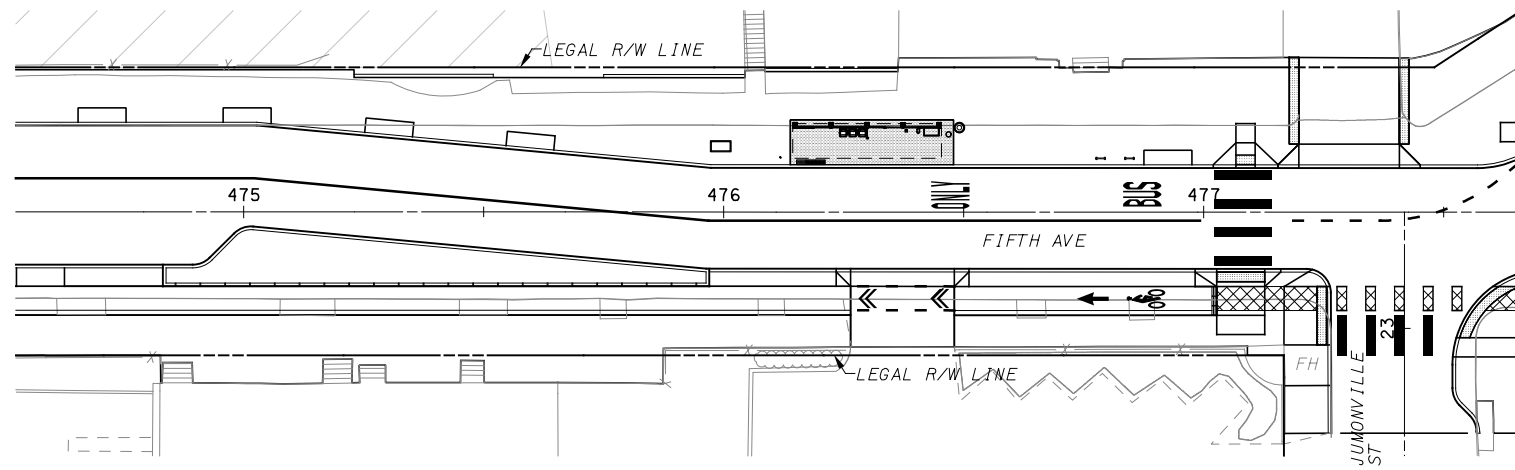 LEGAL R/W LINE
475
476
477
ONLY
BUS
FIFTH AVE
23
LEGAL R/W LINE
FH
JUMONVILLE
ST